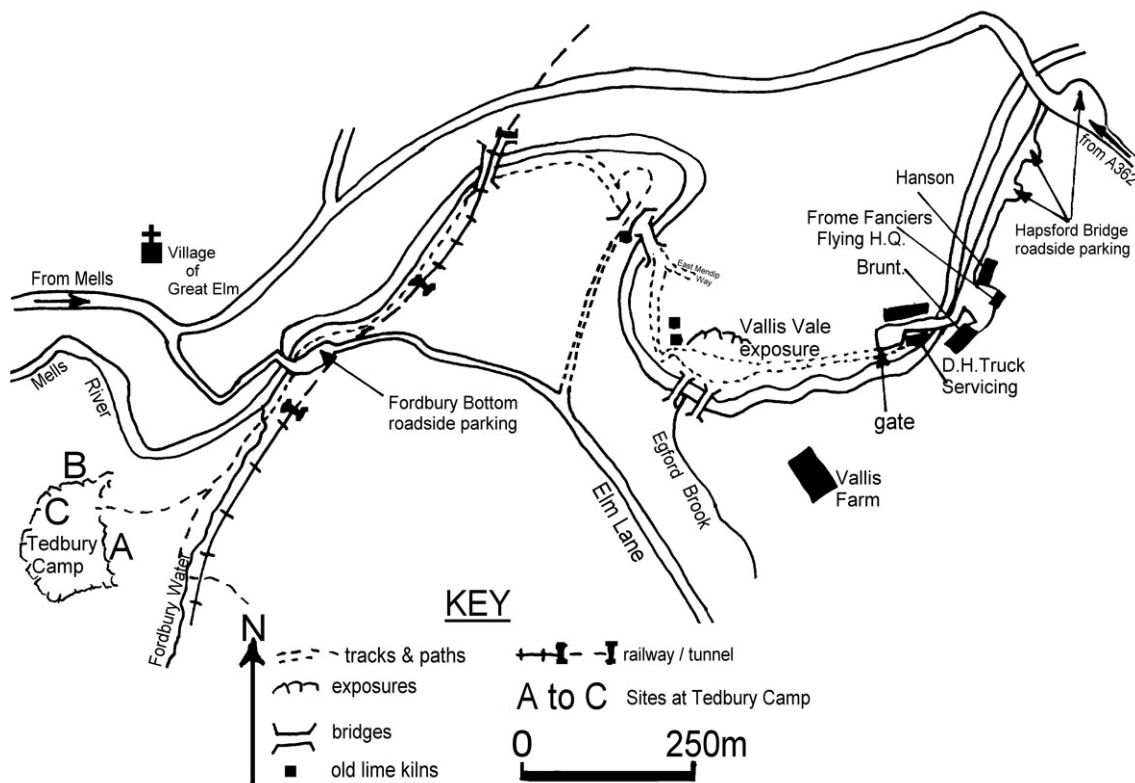 from A362
Hanson
Frome Fanciers
Flying H.Q.
Hapsford Bridge
roadside parking
Brunt.
Village
of
Great Elm
From Mells
East Mendip
Way
Vallis Vale
exposure
D.H.Truck
Servicing
Mells
River
Fordbury Bottom
roadside parking
gate
B
C
Tedbury
Camp
A
Egford Brook
Vallis
Farm
Elm Lane
Fordbury Water
N
KEY
tracks & paths
exposures
bridges
old lime kilns
railway / tunnel
A to C Sites at Tedbury Camp
0 250m